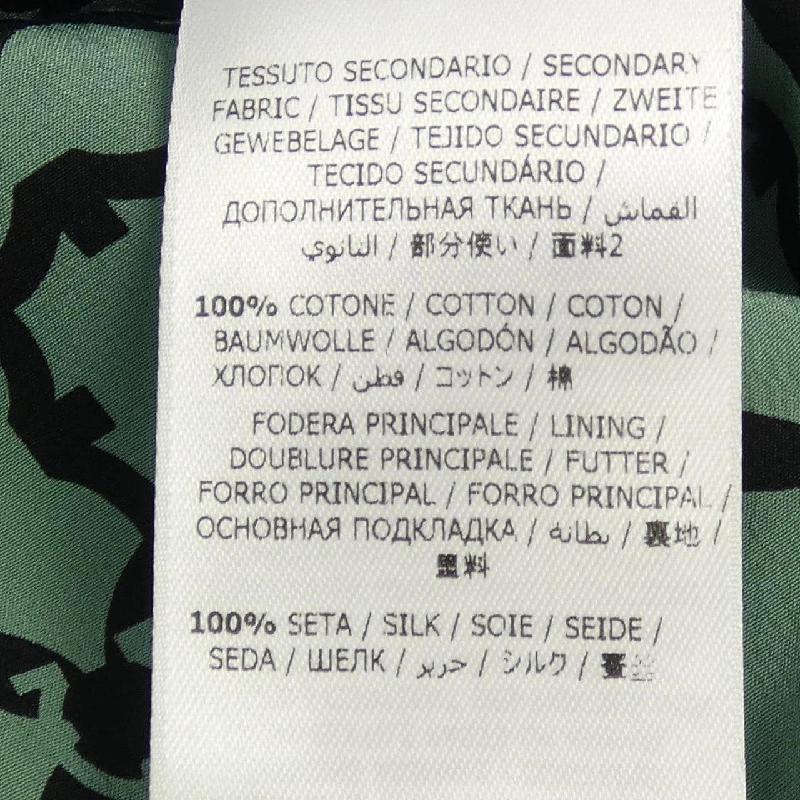 TESSUTO SECONDARIO / SECONDARY
FABRIC / TISSU SECONDAIRE / ZWEITE
GEWEBELAGE / TEJIDO SECUNDARIO /
TECIDO SECUNDÁRIO /
ДОПОЛНИТЕЛЬНАЯ ТКАНЬ / القماش
الثانوي / 部分使い / 面料2
100% COTONE / COTTON / COTON /
BAUMWOLLE / ALGODÓN / ALGODÃO /
ХЛОПОК / قطن / コットン / 棉
FODERA PRINCIPALE / LINING /
DOUBLURE PRINCIPALE / FUTTER /
FORRO PRINCIPAL / FORRO PRINCIPAL /
ОСНОВНАЯ ПОДКЛАДКА / بطانة / 裏地 /
里料
100% SETA / SILK / SOIE / SEIDE /
SEDA / ШЕЛК / حرير / シルク /